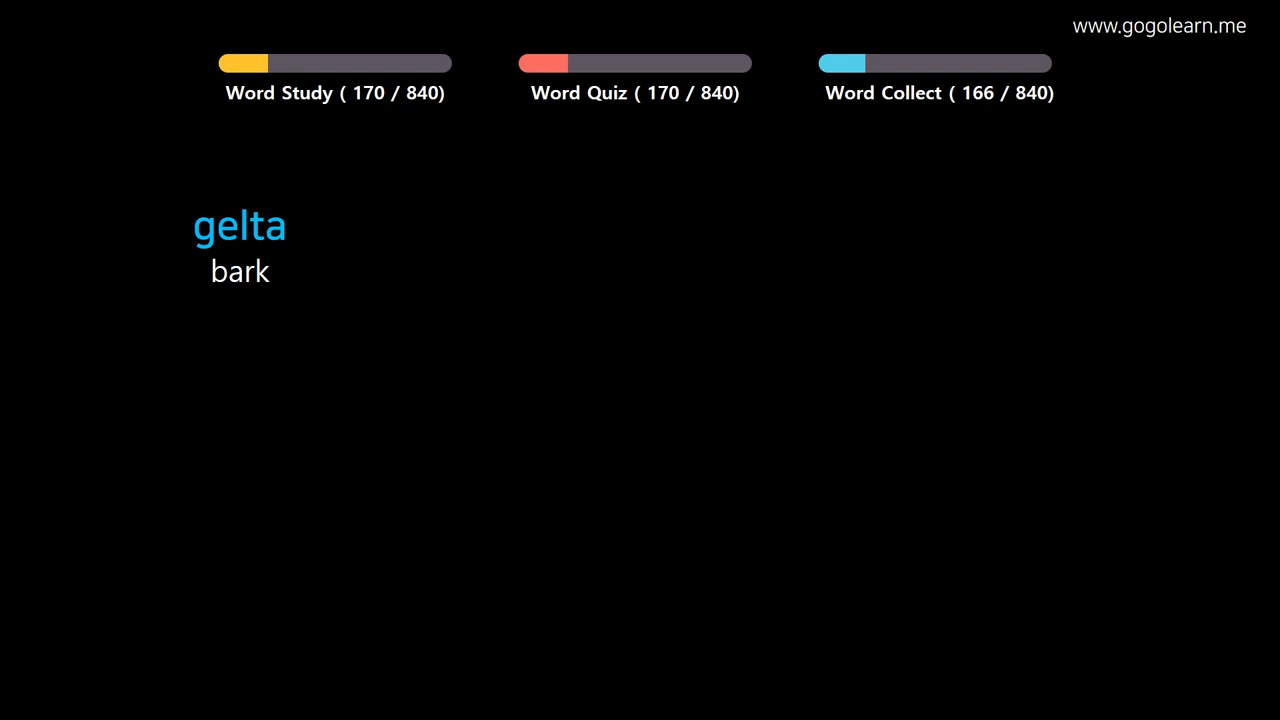 www.gogolearn.me
Word Study ( 170 / 840)
Word Quiz ( 170 / 840)
Word Collect ( 166 / 840)
gelta
bark